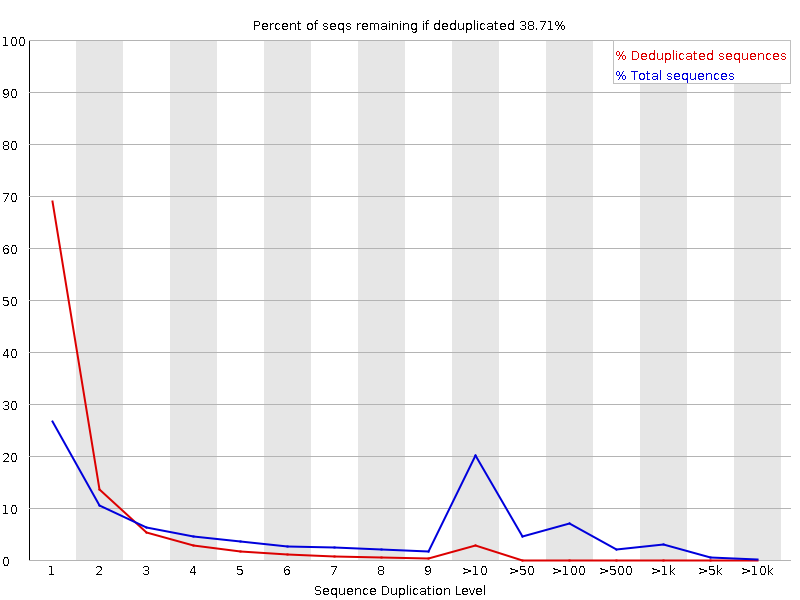 Percent of seqs remaining if deduplicated 38.71%
% Deduplicated sequences
% Total sequences
100
90
80
70
60
50
40
30
20
10
0
1 2 3 4 5 6 7 8 9 >10 >50 >100 >500 >1k >5k >10k
Sequence Duplication Level